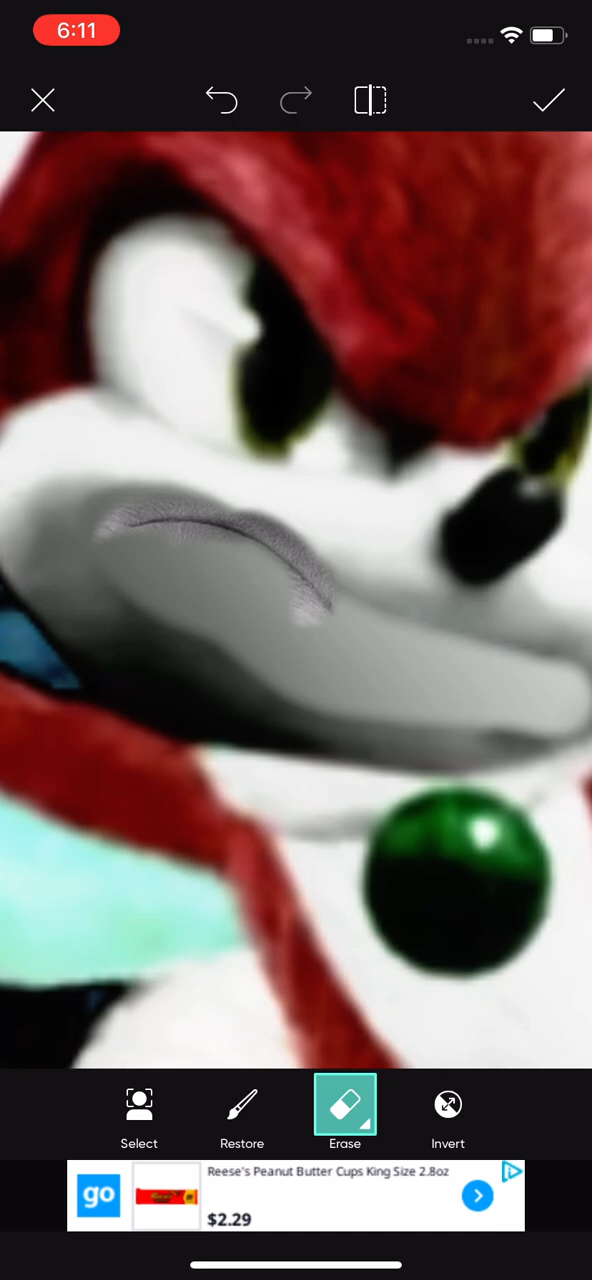 6:11
Select
Restore
Erase
Invert
go
Reese's Peanut Butter Cups King Size 2.8oz
$2.29